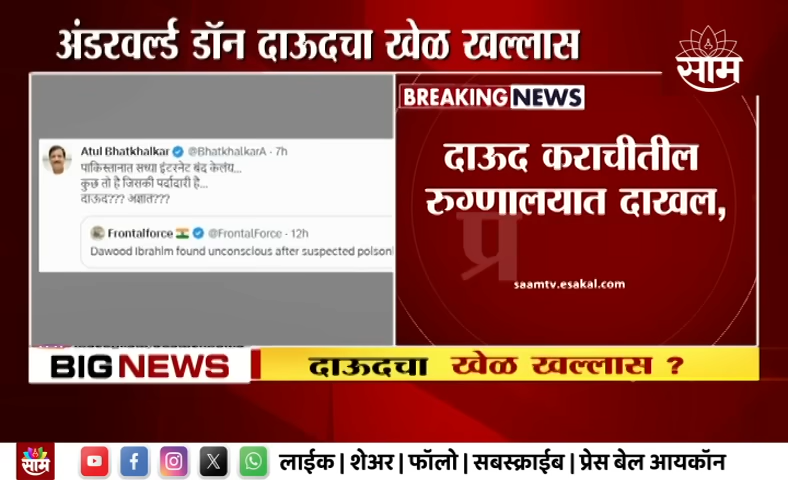 अंडरवर्ल्ड डॉन दाऊदचा खेळ खल्लास
साम
Atul Bhatkhalkar @BhatkhalkarA · 7h
पाकिस्तानात सध्या इंटरनेट बंद केलंय...
कुछ तो है जिसकी पर्दादारी है...
दाऊद??? अज्ञात???
Frontalforce @FrontalForce · 12h
Dawood Ibrahim found unconscious after suspected poison
BREAKING NEWS
दाऊद कराचीतील
रुग्णालयात दाखल,
प्र
saamtv.esakal.com
BIG NEWS दाऊदचा खेळ खल्लास ?
साम लाईक | शेअर | फॉलो | सबस्क्राईब | प्रेस बेल आयकॉन